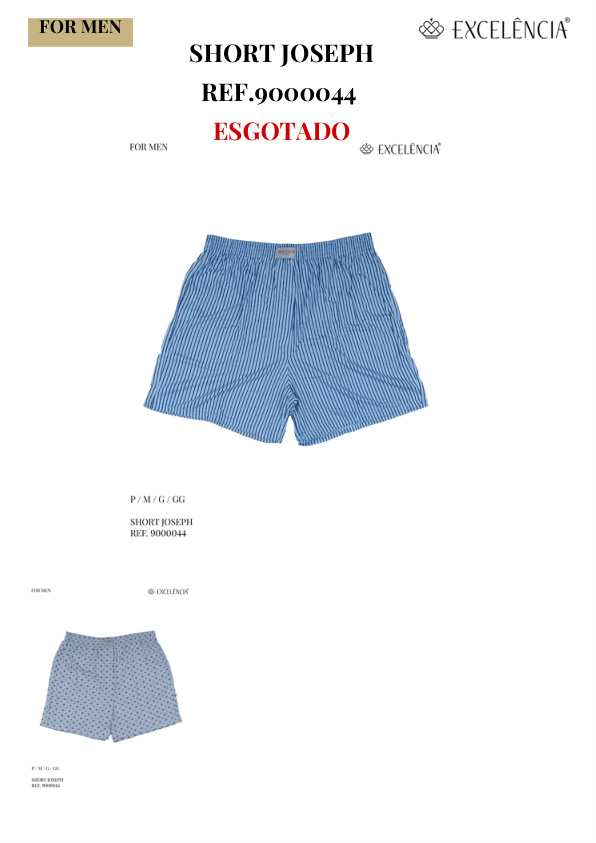 FOR MEN
EXCELÊNCIA®
SHORT JOSEPH
REF.9000044
ESGOTADO
FOR MEN
EXCELÊNCIA®
P / M / G / GG
SHORT JOSEPH
REF. 9000044
FOR MEN
EXCELÊNCIA
P / M / G / GG
SHORT JOSEPH
REF. 9000044